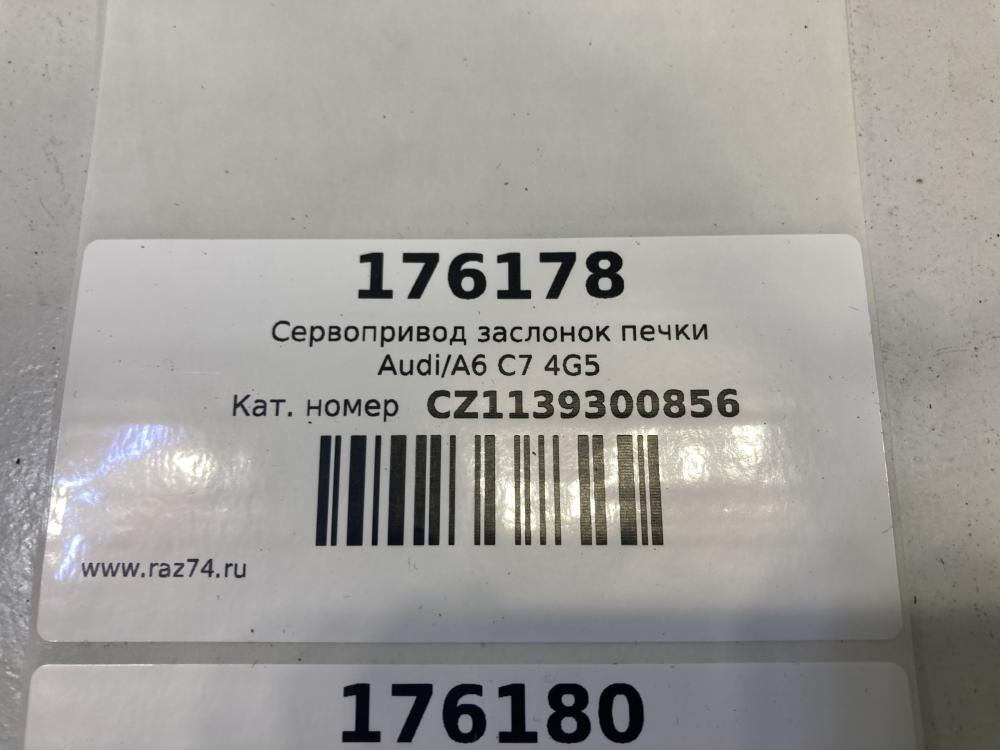 176178
Сервопривод заслонок печки
Audi/A6 C7 4G5
Кат. номер CZ1139300856
www.raz74.ru
176180